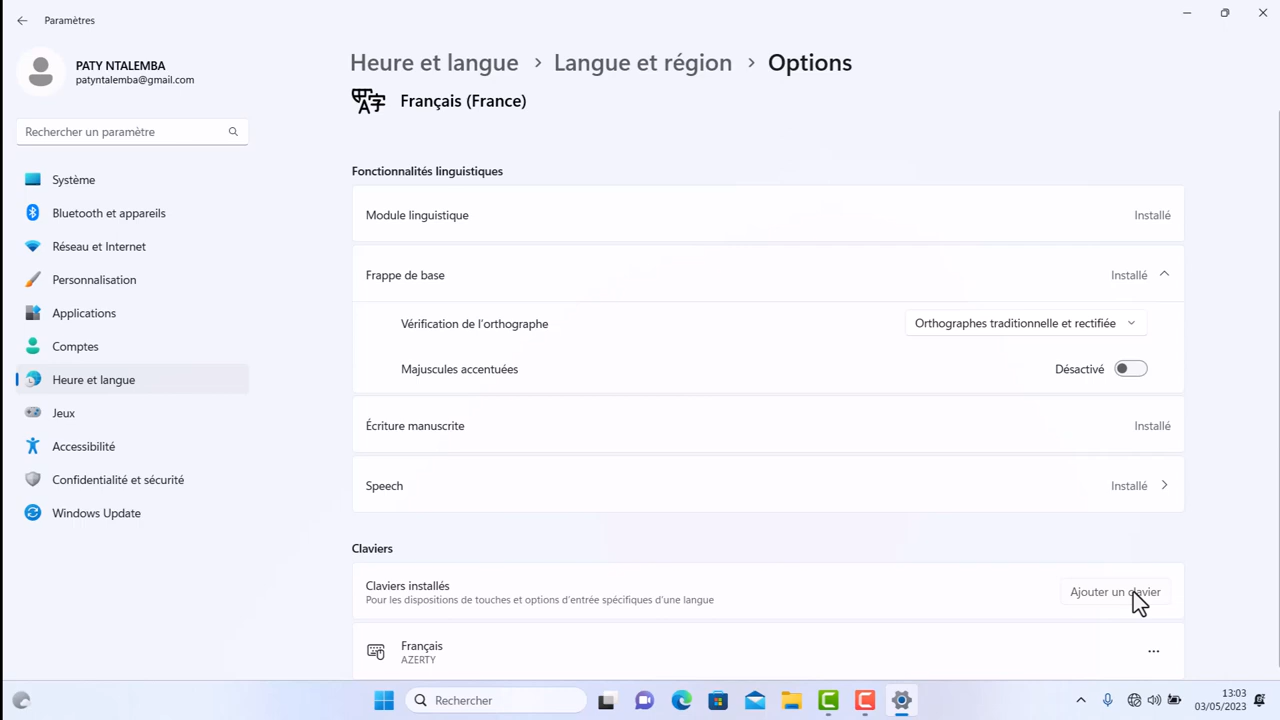 Paramètres
PATY NTALEMBA
patyntalemba@gmail.com
Rechercher un paramètre
Système
Bluetooth et appareils
Réseau et Internet
Personnalisation
Applications
Comptes
Heure et langue
Jeux
Accessibilité
Confidentialité et sécurité
Windows Update
Heure et langue > Langue et région > Options
Français (France)
Fonctionnalités linguistiques
Module linguistique Installé
Frappe de base Installé
Vérification de l'orthographe Orthographes traditionnelle et rectifiée
Majuscules accentuées Désactivé
Écriture manuscrite Installé
Speech Installé
Claviers
Claviers installés Ajouter un clavier
Pour les dispositions de touches et options d'entrée spécifiques d'une langue
Français
AZERTY
Rechercher
13:03
03/05/2023